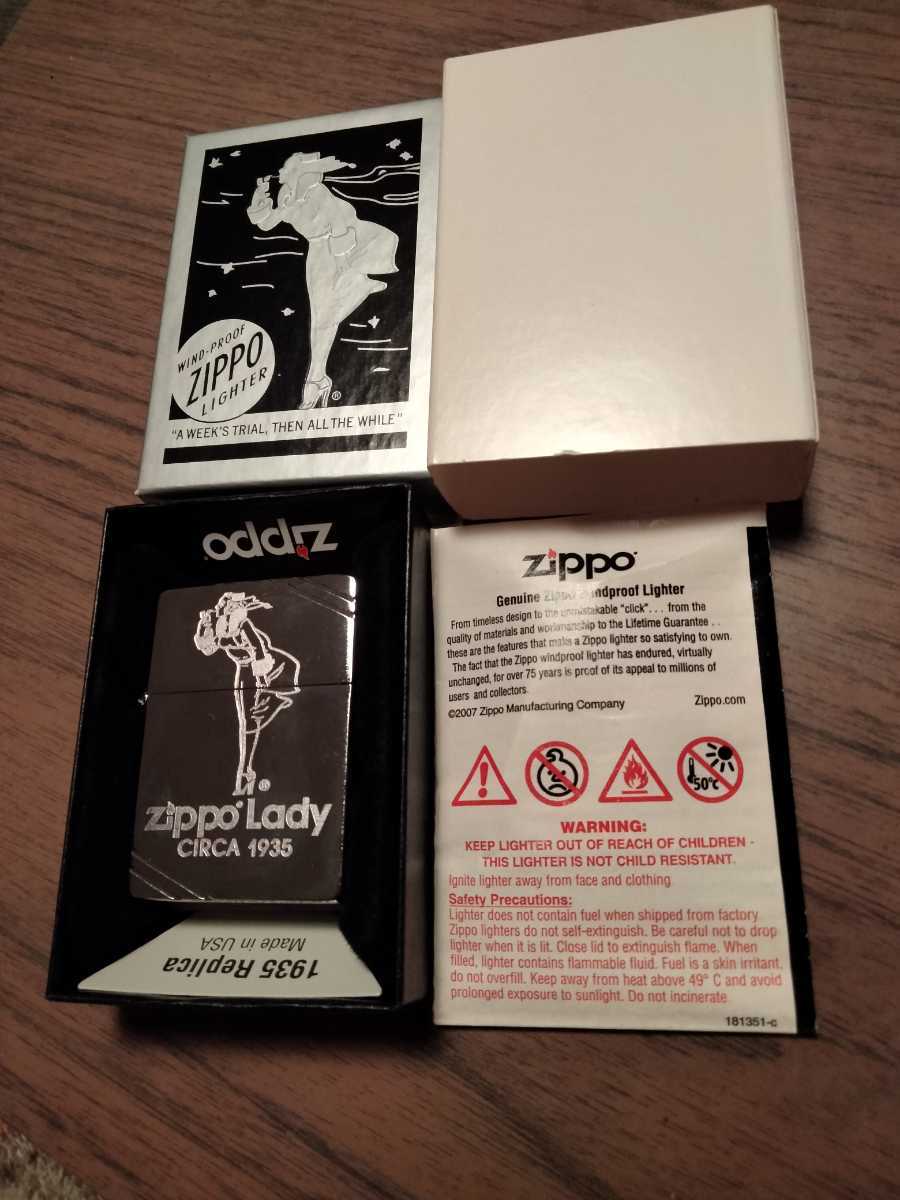 WIND-PROOF
ZIPPO
LIGHTER
®
"A WEEK'S TRIAL, THEN ALL THE WHILE"
zippo
®
Zippo Lady
CIRCA 1935
1935 Replica
Made in USA
zippo
Genuine Zippo Windproof Lighter
From timeless design to the unmistakable "click"... from the
quality of materials and workmanship to the Lifetime Guarantee ..
these are the features that make a Zippo lighter so satisfying to own.
The fact that the Zippo windproof lighter has endured, virtually
unchanged, for over 75 years is proof of its appeal to millions of
users and collectors.
©2007 Zippo Manufacturing Company Zippo.com
50°C
WARNING:
KEEP LIGHTER OUT OF REACH OF CHILDREN -
THIS LIGHTER IS NOT CHILD RESISTANT.
Ignite lighter away from face and clothing.
Safety Precautions:
Lighter does not contain fuel when shipped from factory.
Zippo lighters do not self-extinguish. Be careful not to drop
lighter when it is lit. Close lid to extinguish flame. When
filled, lighter contains flammable fluid. Fuel is a skin irritant,
do not overfill. Keep away from heat above 49° C and avoid
prolonged exposure to sunlight. Do not incinerate.
181351-c